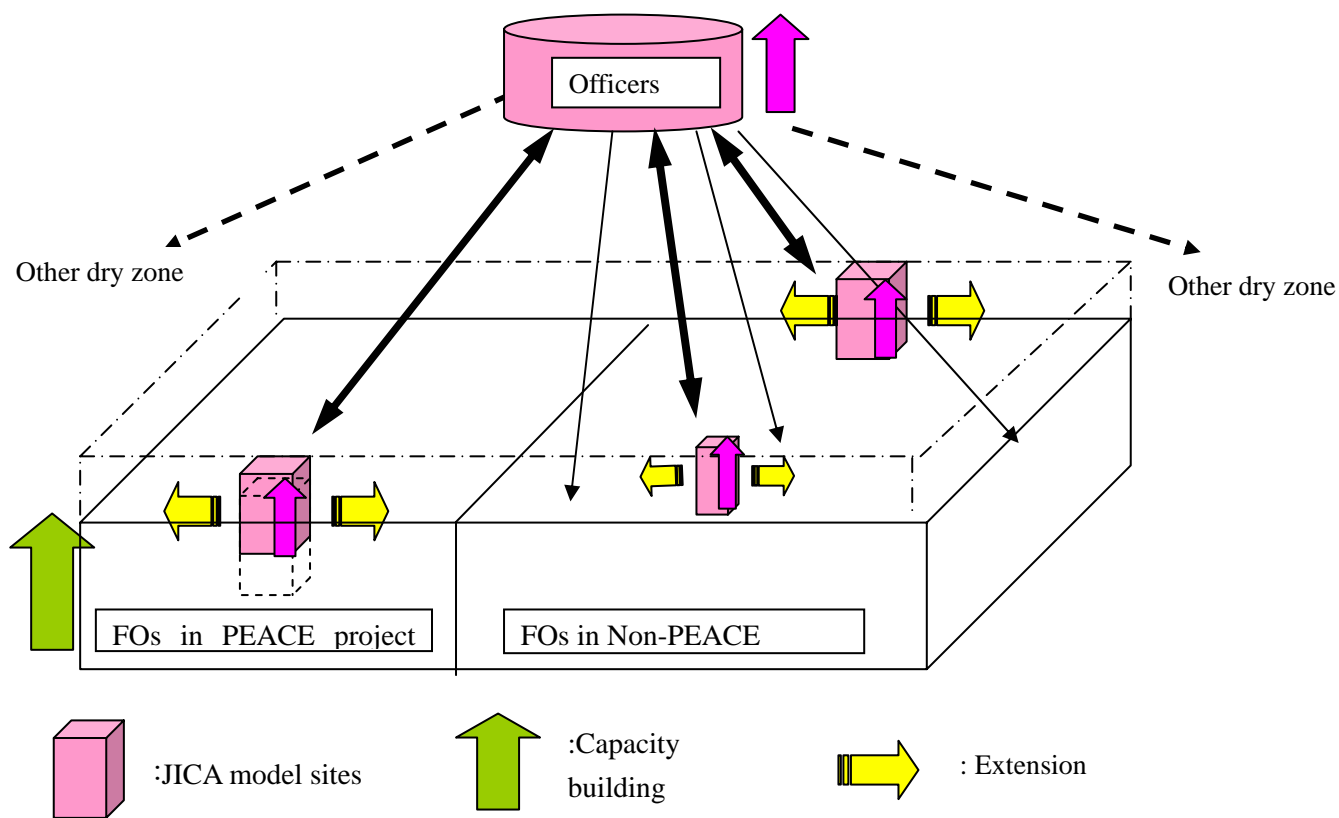 Officers
Other dry zone
Other dry zone
FOs in PEACE project
FOs in Non-PEACE
:JICA model sites
:Capacity
building
: Extension